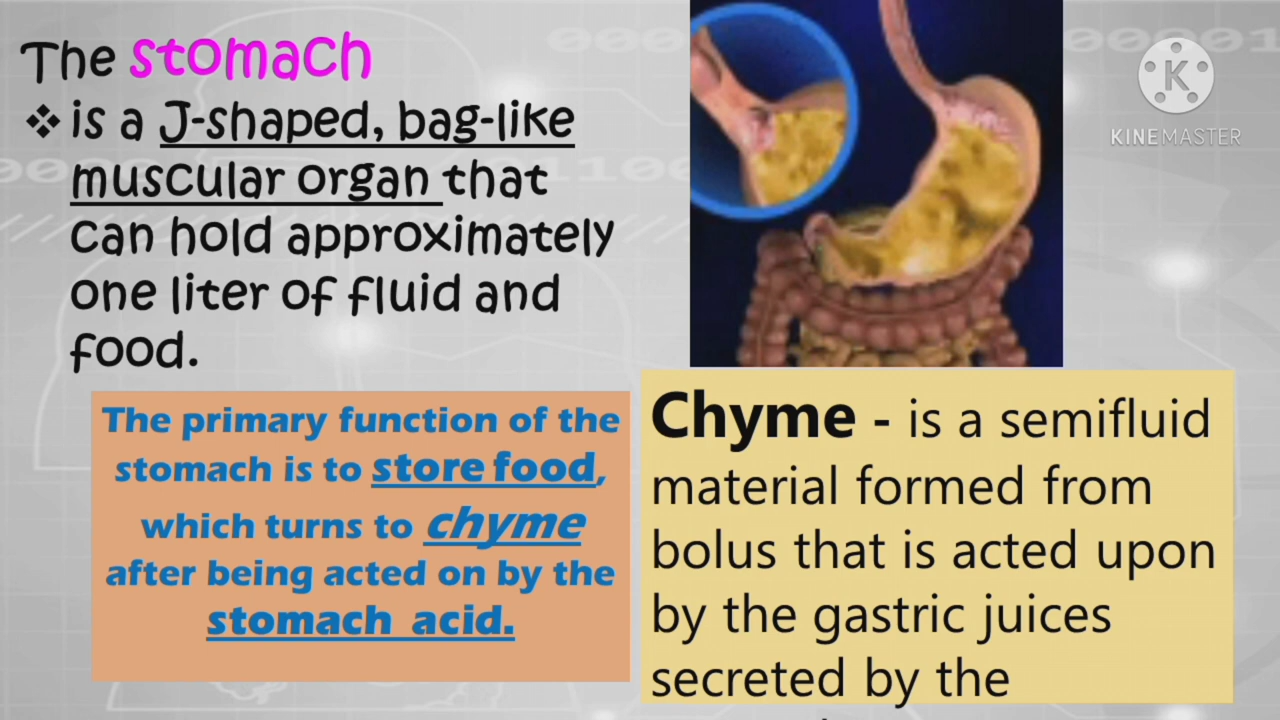 The stomach
❖is a J-shaped, bag-like
muscular organ that
can hold approximately
one liter of fluid and
food.
The primary function of the
stomach is to store food,
which turns to chyme
after being acted on by the
stomach acid.
Chyme - is a semifluid
material formed from
bolus that is acted upon
by the gastric juices
secreted by the
K
KINEMASTER